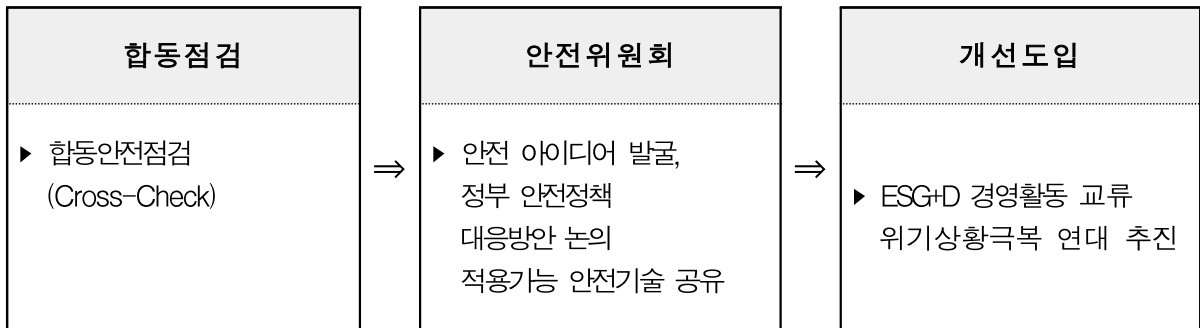 합동점검
▶ 합동안전점검
(Cross-Check)
⇒
안전위원회
▶ 안전 아이디어 발굴,
정부 안전정책
대응방안 논의
적용가능 안전기술 공유
⇒
개선도입
▶ ESG+D 경영활동 교류
위기상황극복 연대 추진